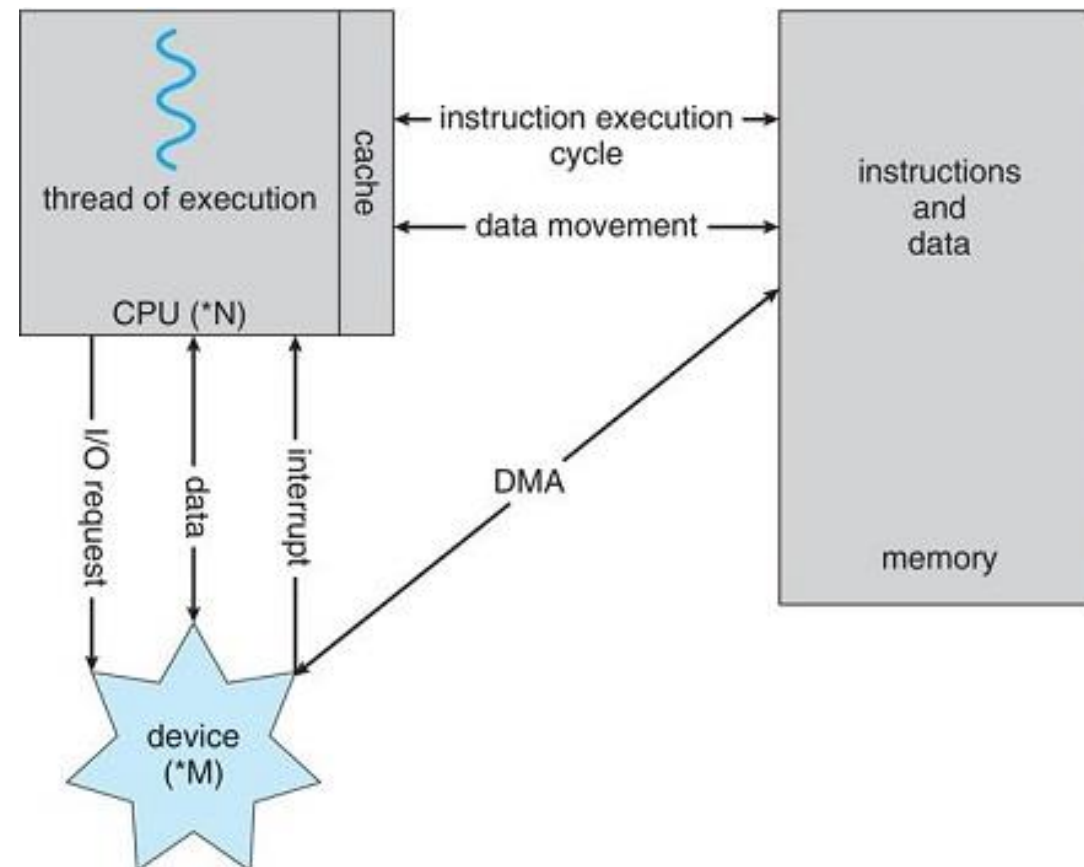 thread of execution
CPU (*N)
cache
instruction execution
cycle
data movement
instructions
and
data
memory
I/O request
data
interrupt
DMA
device
(*M)